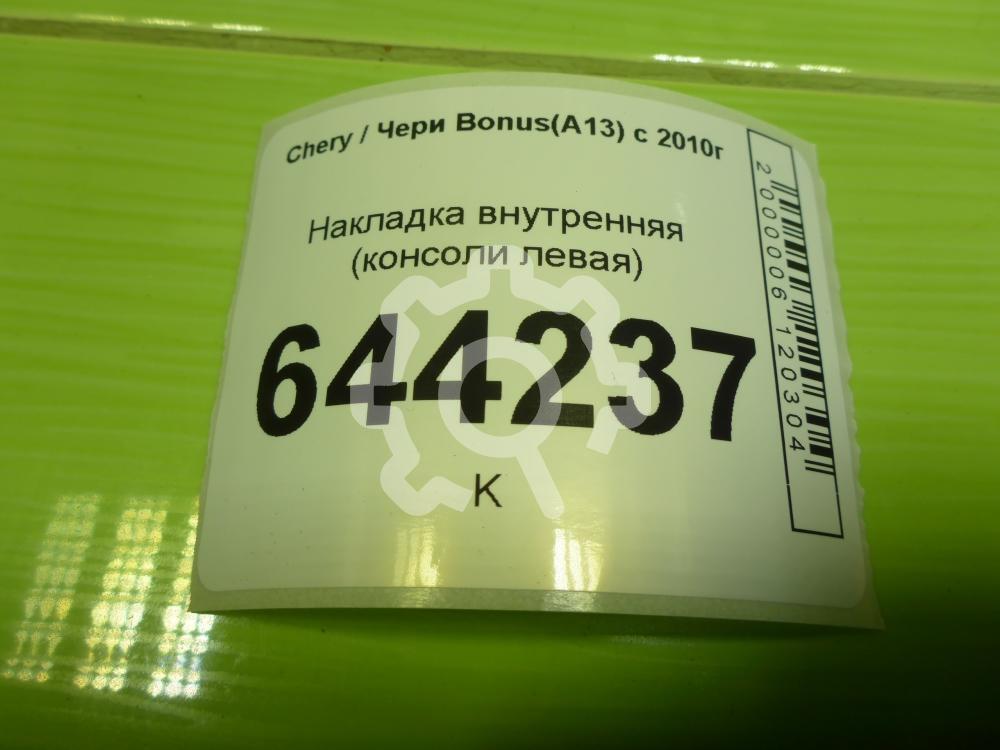 Chery / Чери Bonus(A13) с 2010г
Накладка внутренняя
(консоли левая)
644237
К
2000006120304